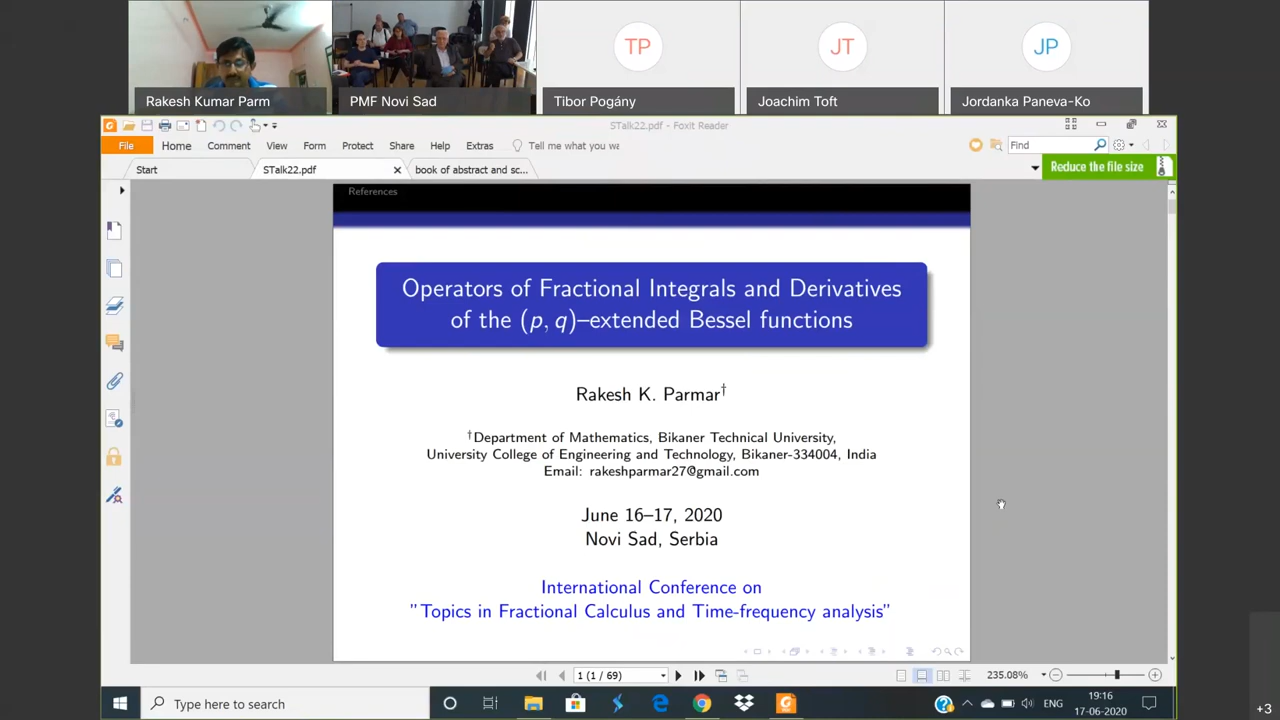 TP
JT
JP
Rakesh Kumar Parm
PMF Novi Sad
Tibor Pogány
Joachim Toft
Jordanka Paneva-Ko
STalk22.pdf - Foxit Reader
File Home Comment View Form Protect Share Help Extras Tell me what you wa
Find
Start
STalk22.pdf
book of abstract and sc...
Reduce the file size
References
Operators of Fractional Integrals and Derivatives
of the (p, q)–extended Bessel functions
Rakesh K. Parmar†
†Department of Mathematics, Bikaner Technical University,
University College of Engineering and Technology, Bikaner-334004, India
Email: rakeshparmar27@gmail.com
June 16–17, 2020
Novi Sad, Serbia
International Conference on
"Topics in Fractional Calculus and Time-frequency analysis"
1 (1 / 69)
235.08%
Type here to search
ENG
19:16
17-06-2020
+3